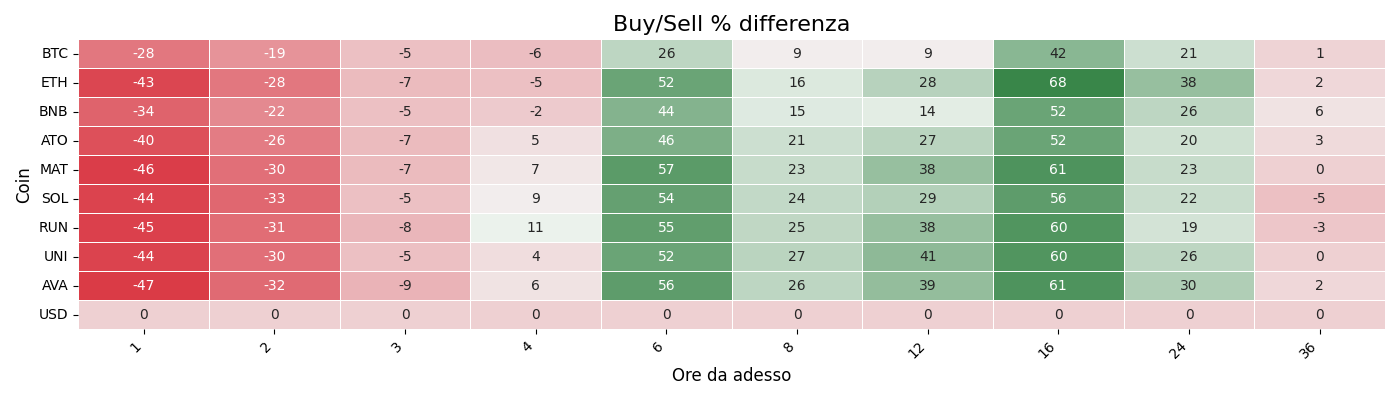 Buy/Sell % differenza
Coin
BTC -28 -19 -5 -6 26 9 9 42 21 1
ETH -43 -28 -7 -5 52 16 28 68 38 2
BNB -34 -22 -5 -2 44 15 14 52 26 6
ATO -40 -26 -7 5 46 21 27 52 20 3
MAT -46 -30 -7 7 57 23 38 61 23 0
SOL -44 -33 -5 9 54 24 29 56 22 -5
RUN -45 -31 -8 11 55 25 38 60 19 -3
UNI -44 -30 -5 4 52 27 41 60 26 0
AVA -47 -32 -9 6 56 26 39 61 30 2
USD 0 0 0 0 0 0 0 0 0 0
1 2 3 4 6 8 12 16 24 36
Ore da adesso